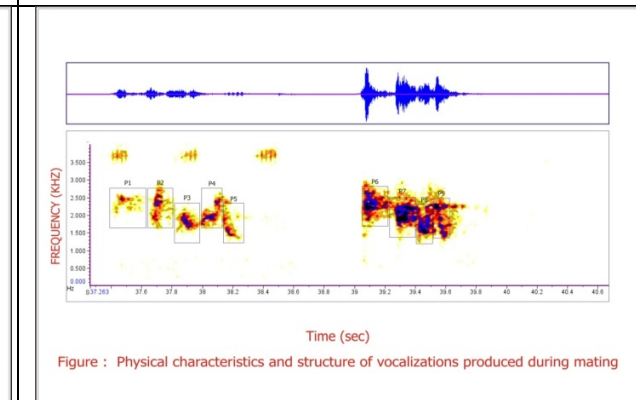 3.500
3.000
2.500
2.000
1.500
1.000
0.500
0.000
FREQUENCY (KHZ)
P1
P2
P3
P4
P5
P6
P7
P8
P9
Hz
37.263
37.6
37.8
38
38.2
38.4
38.6
38.8
39
39.2
39.4
39.6
39.8
40
40.2
40.4
40.6
Time (sec)
Figure : Physical characteristics and structure of vocalizations produced during mating